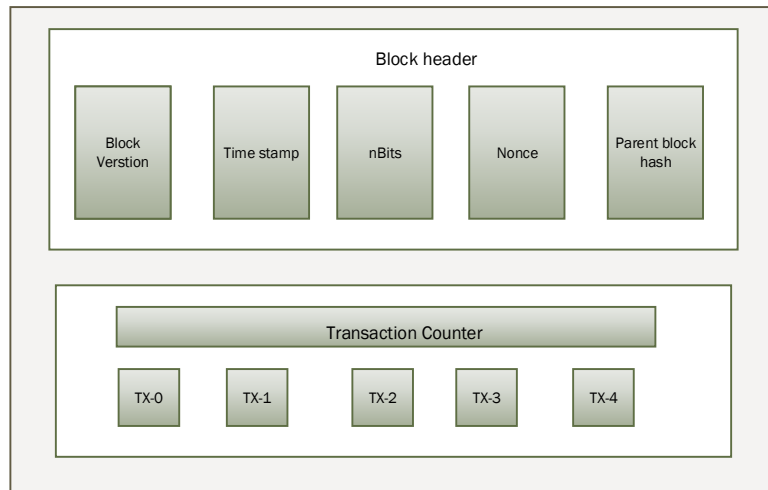 Block header
Block
Verstion
Time stamp
nBits
Nonce
Parent block
hash
Transaction Counter
TX-0
TX-1
TX-2
TX-3
TX-4